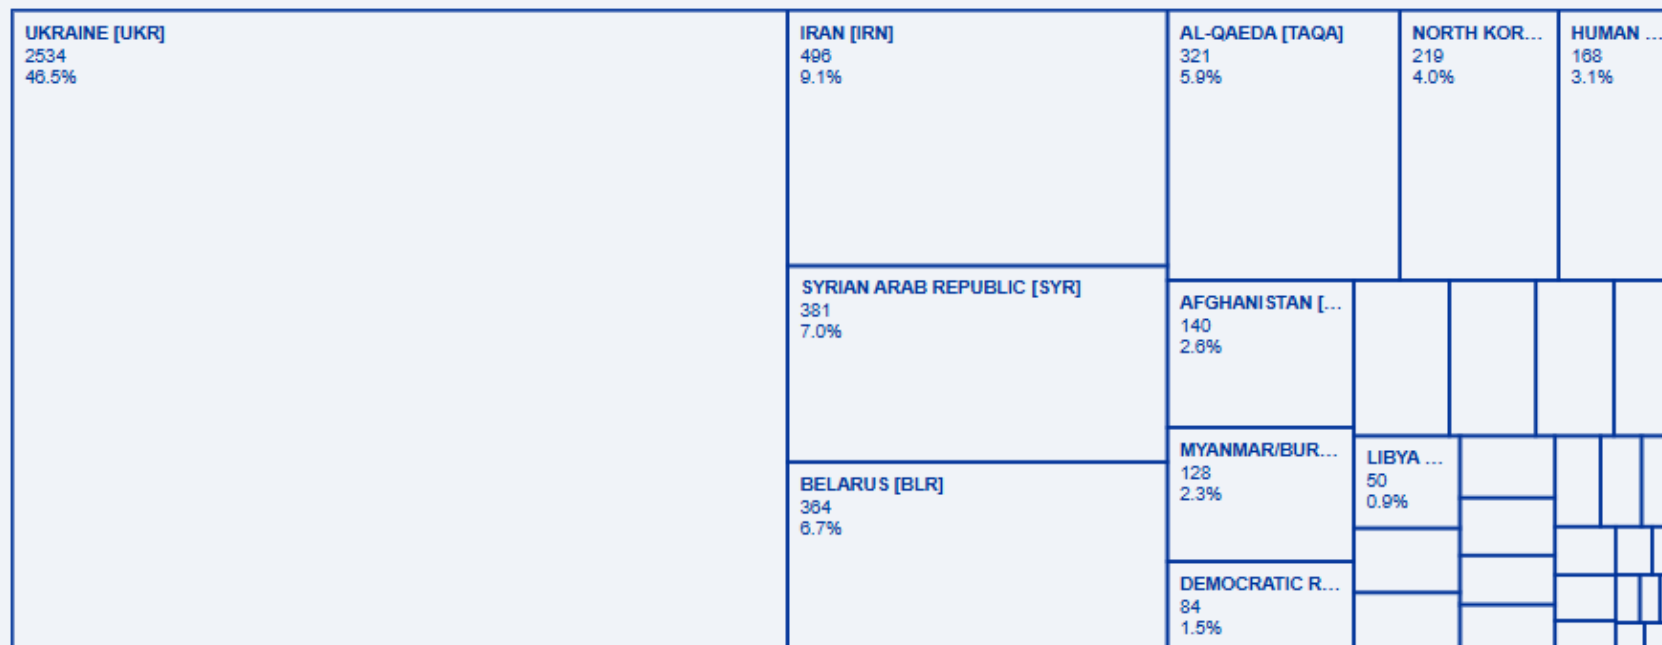 UKRAINE [UKR]
2534
46.5%
IRAN [IRN]
496
9.1%
SYRIAN ARAB REPUBLIC [SYR]
381
7.0%
BELARUS [BLR]
364
6.7%
AL-QAEDA [TAQA]
321
5.9%
NORTH KOR...
219
4.0%
HUMAN ...
168
3.1%
AFGHANISTAN [...
140
2.6%
MYANMAR/BUR...
128
2.3%
DEMOCRATIC R...
84
1.5%
LIBYA ...
50
0.9%